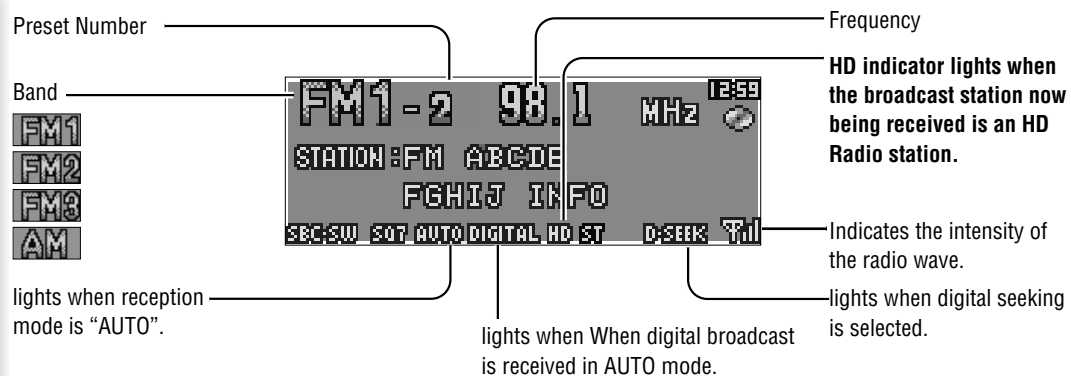 Preset Number
Frequency
Band
FM1
FM2
FM3
AM
FM1-2 98.1 MHz 12:59
STATION :FM ABCDE
FGHIJ INFO
SBC-SW SQ7 AUTO DIGITAL HD ST D-SEEK
HD indicator lights when
the broadcast station now
being received is an HD
Radio station.
Indicates the intensity of
the radio wave.
lights when digital seeking
is selected.
lights when reception
mode is “AUTO”.
lights when When digital broadcast
is received in AUTO mode.